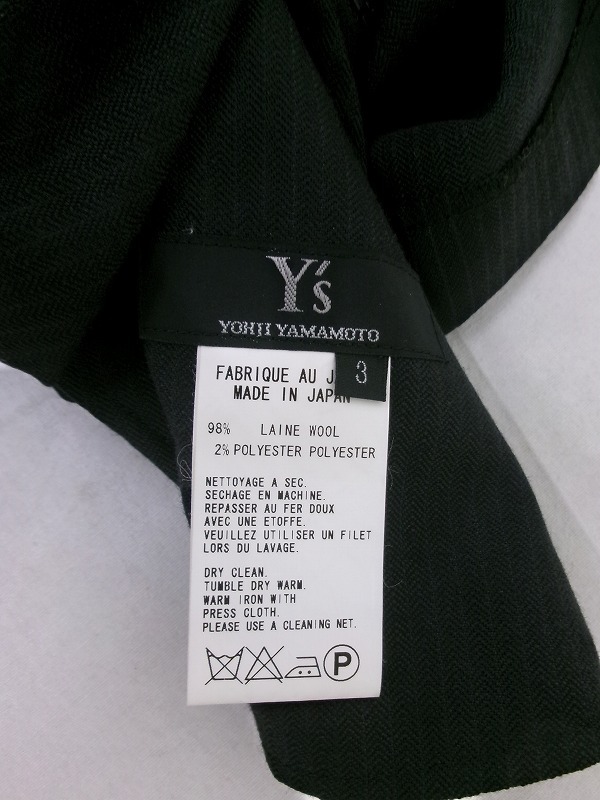 Y's
YOHJI YAMAMOTO
3
FABRIQUE AU J
MADE IN JAPAN
98% LAINE WOOL
2% POLYESTER POLYESTER
NETTOYAGE A SEC.
SECHAGE EN MACHINE.
REPASSER AU FER DOUX
AVEC UNE ETOFFE.
VEUILLEZ UTILISER UN FILET
LORS DU LAVAGE.
DRY CLEAN.
TUMBLE DRY WARM.
WARM IRON WITH
PRESS CLOTH.
PLEASE USE A CLEANING NET.
P